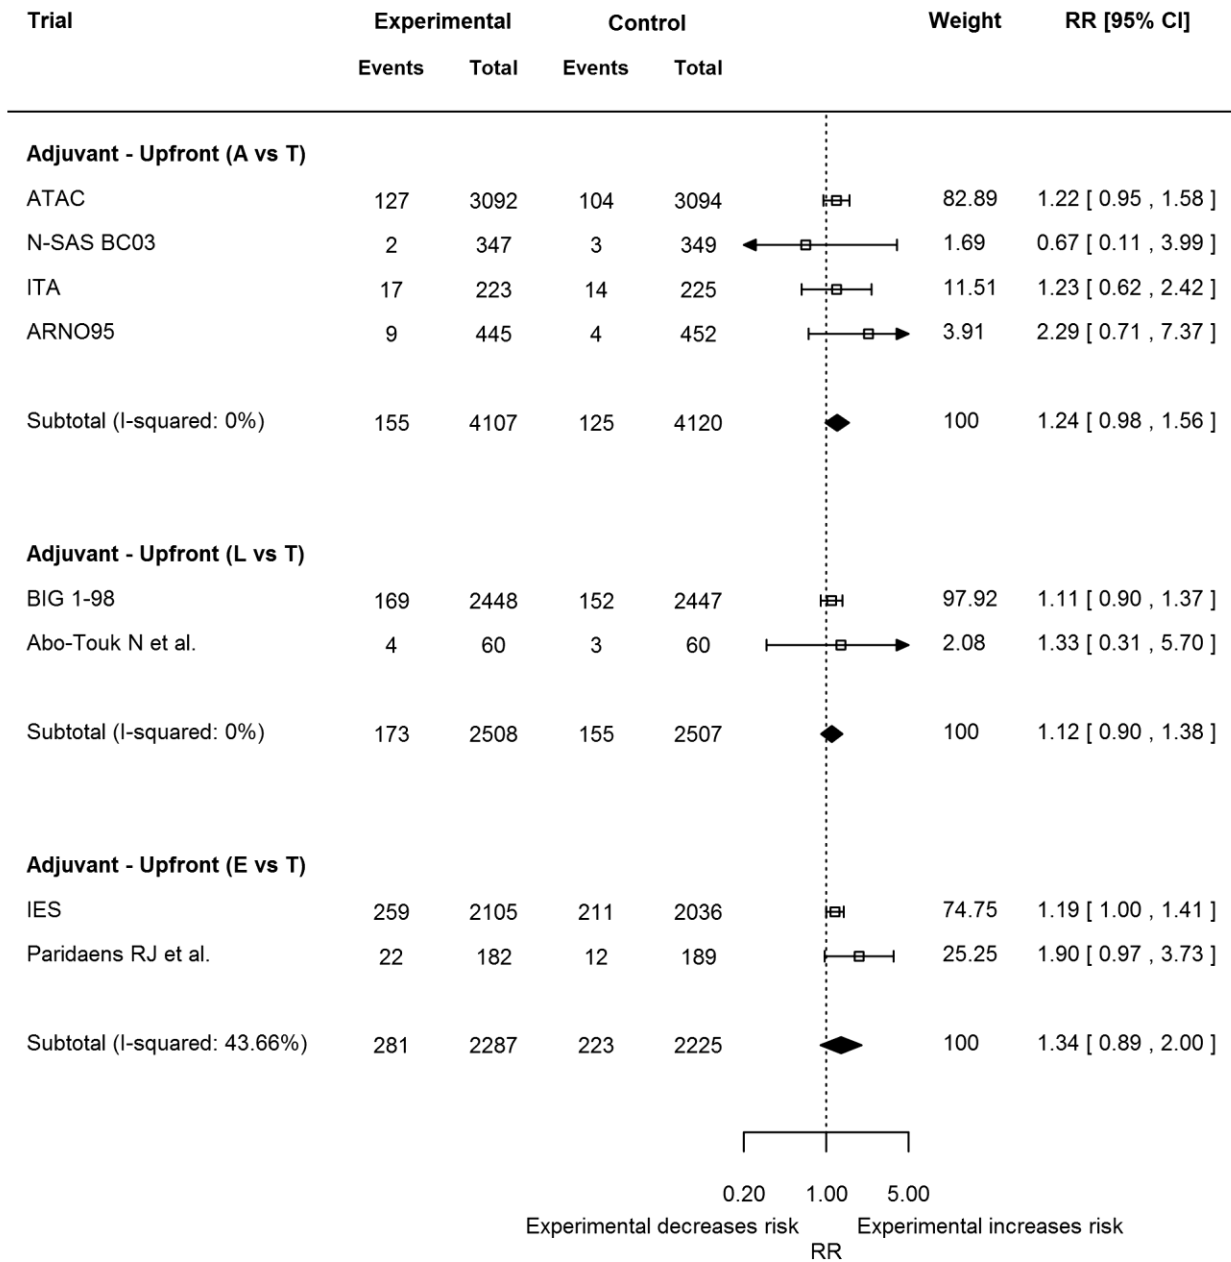 Trial Experimental Control Weight RR [95% CI]
Events Total Events Total
Adjuvant - Upfront (A vs T)
ATAC 127 3092 104 3094 82.89 1.22 [ 0.95 , 1.58 ]
N-SAS BC03 2 347 3 349 1.69 0.67 [ 0.11 , 3.99 ]
ITA 17 223 14 225 11.51 1.23 [ 0.62 , 2.42 ]
ARNO95 9 445 4 452 3.91 2.29 [ 0.71 , 7.37 ]
Subtotal (I-squared: 0%) 155 4107 125 4120 100 1.24 [ 0.98 , 1.56 ]
Adjuvant - Upfront (L vs T)
BIG 1-98 169 2448 152 2447 97.92 1.11 [ 0.90 , 1.37 ]
Abo-Touk N et al. 4 60 3 60 2.08 1.33 [ 0.31 , 5.70 ]
Subtotal (I-squared: 0%) 173 2508 155 2507 100 1.12 [ 0.90 , 1.38 ]
Adjuvant - Upfront (E vs T)
IES 259 2105 211 2036 74.75 1.19 [ 1.00 , 1.41 ]
Paridaens RJ et al. 22 182 12 189 25.25 1.90 [ 0.97 , 3.73 ]
Subtotal (I-squared: 43.66%) 281 2287 223 2225 100 1.34 [ 0.89 , 2.00 ]
0.20 1.00 5.00
Experimental decreases risk Experimental increases risk
RR